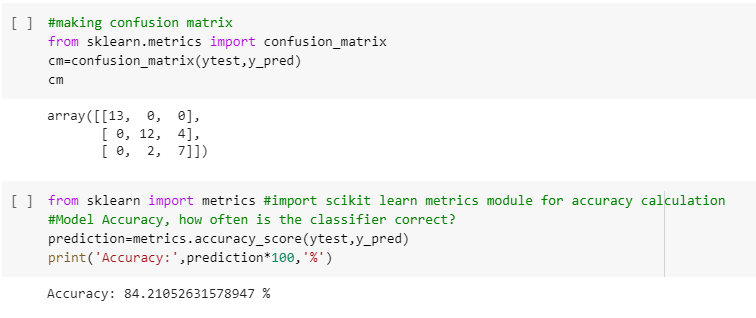 [ ] #making confusion matrix
from sklearn.metrics import confusion_matrix
cm=confusion_matrix(ytest,y_pred)
cm
array([[13,  0,  0],
       [ 0, 12,  4],
       [ 0,  2,  7]])
[ ] from sklearn import metrics #import scikit learn metrics module for accuracy calculation
#Model Accuracy, how often is the classifier correct?
prediction=metrics.accuracy_score(ytest,y_pred)
print('Accuracy:',prediction*100,'%')
Accuracy: 84.21052631578947 %